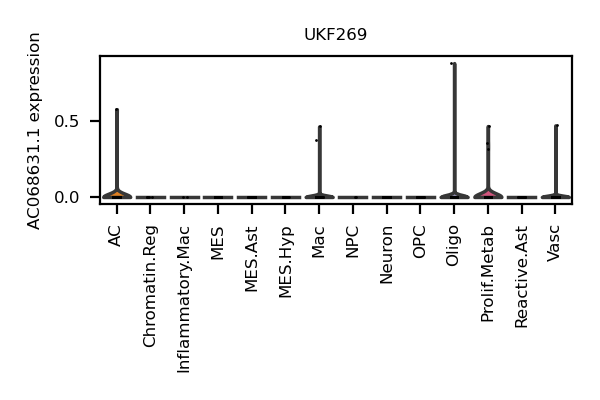 UKF269
AC068631.1 expression
0.5
0.0
AC
Chromatin.Reg
Inflammatory.Mac
MES
MES.Ast
MES.Hyp
Mac
NPC
Neuron
OPC
Oligo
Prolif.Metab
Reactive.Ast
Vasc